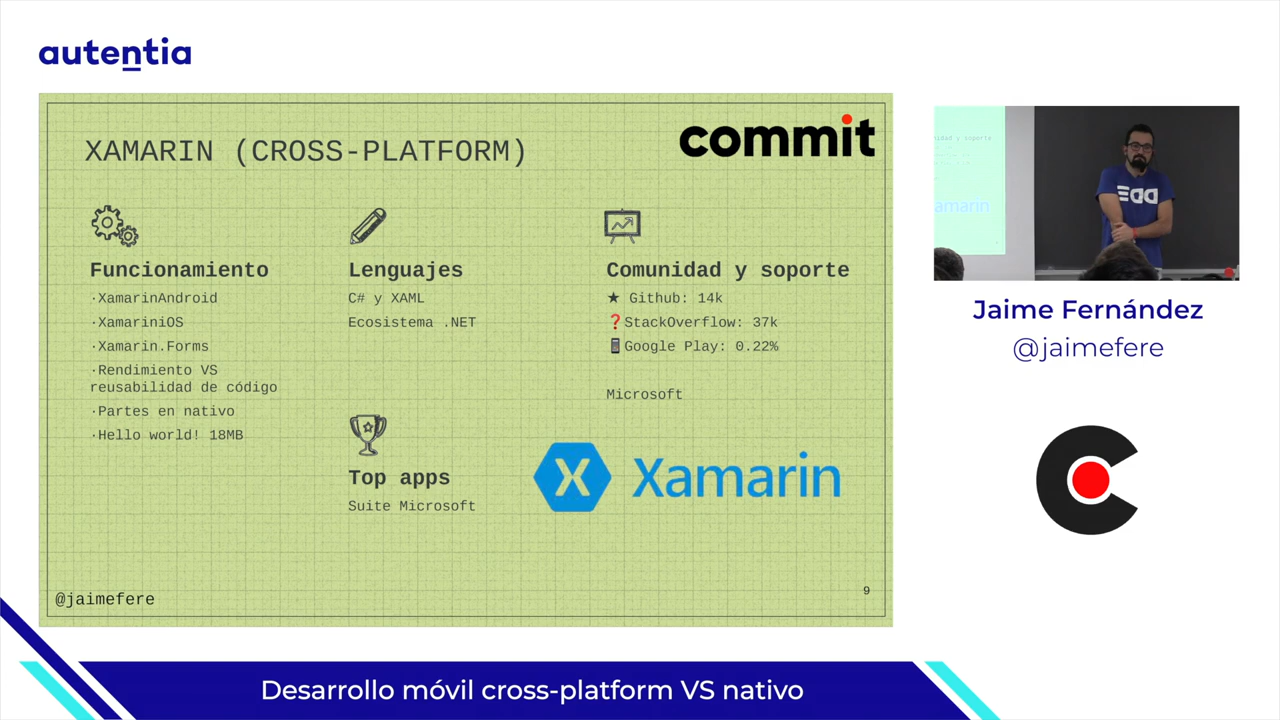 autentia
XAMARIN (CROSS-PLATFORM)
commit
Funcionamiento
·XamarinAndroid
·XamariniOS
·Xamarin.Forms
·Rendimiento VS
reusabilidad de código
·Partes en nativo
·Hello world! 18MB
Lenguajes
C# y XAML
Ecosistema .NET
Top apps
Suite Microsoft
Comunidad y soporte
★ Github: 14k
❓StackOverflow: 37k
📱Google Play: 0.22%
Microsoft
Xamarin
@jaimefere
9
Jaime Fernández
@jaimefere
Desarrollo móvil cross-platform VS nativo